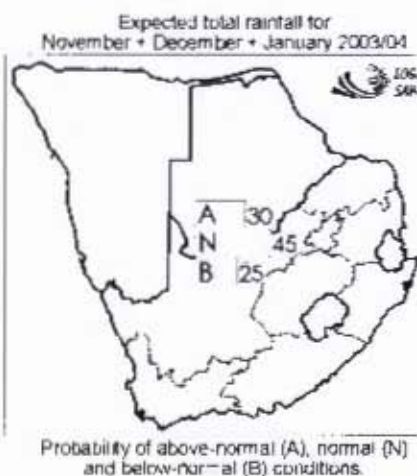 Expected total rainfall for
November + December + January 2003/04
A 30
N 45
B 25
Probability of above-normal (A), normal (N)
and below-normal (B) conditions.